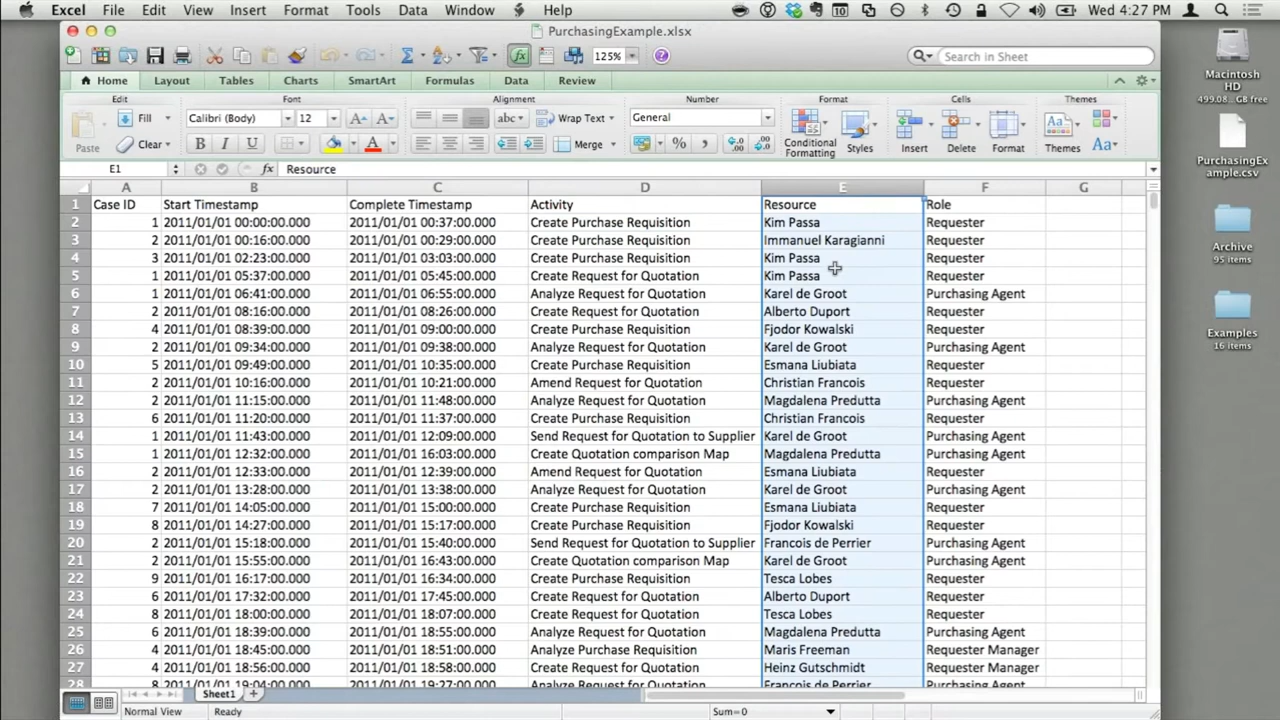 Excel File Edit View Insert Format Tools Data Window Help 10 Wed 4:27 PM
PurchasingExample.xlsx
125% Search in Sheet
Home Layout Tables Charts SmartArt Formulas Data Review
Edit Font Alignment Number Format Cells Themes
Fill Calibri (Body) 12 A A abc Wrap Text General
Paste Clear B I U A Merge % , Conditional Formatting Styles Insert Delete Format Themes Aa
E1 fx Resource
A B C D E F G
1 Case ID Start Timestamp Complete Timestamp Activity Resource Role
2 1 2011/01/01 00:00:00.000 2011/01/01 00:37:00.000 Create Purchase Requisition Kim Passa Requester
3 2 2011/01/01 00:16:00.000 2011/01/01 00:29:00.000 Create Purchase Requisition Immanuel Karagianni Requester
4 3 2011/01/01 02:23:00.000 2011/01/01 03:03:00.000 Create Purchase Requisition Kim Passa Requester
5 1 2011/01/01 05:37:00.000 2011/01/01 05:45:00.000 Create Request for Quotation Kim Passa Requester
6 1 2011/01/01 06:41:00.000 2011/01/01 06:55:00.000 Analyze Request for Quotation Karel de Groot Purchasing Agent
7 2 2011/01/01 08:16:00.000 2011/01/01 08:26:00.000 Create Request for Quotation Alberto Duport Requester
8 4 2011/01/01 08:39:00.000 2011/01/01 09:00:00.000 Create Purchase Requisition Fjodor Kowalski Requester
9 2 2011/01/01 09:34:00.000 2011/01/01 09:38:00.000 Analyze Request for Quotation Karel de Groot Purchasing Agent
10 5 2011/01/01 09:49:00.000 2011/01/01 10:35:00.000 Create Purchase Requisition Esmana Liubiata Requester
11 2 2011/01/01 10:16:00.000 2011/01/01 10:21:00.000 Amend Request for Quotation Christian Francois Requester
12 2 2011/01/01 11:15:00.000 2011/01/01 11:48:00.000 Analyze Request for Quotation Magdalena Predutta Purchasing Agent
13 6 2011/01/01 11:20:00.000 2011/01/01 11:37:00.000 Create Purchase Requisition Christian Francois Requester
14 1 2011/01/01 11:43:00.000 2011/01/01 12:09:00.000 Send Request for Quotation to Supplier Karel de Groot Purchasing Agent
15 1 2011/01/01 12:32:00.000 2011/01/01 16:03:00.000 Create Quotation comparison Map Magdalena Predutta Purchasing Agent
16 2 2011/01/01 12:33:00.000 2011/01/01 12:39:00.000 Amend Request for Quotation Esmana Liubiata Requester
17 2 2011/01/01 13:28:00.000 2011/01/01 13:38:00.000 Analyze Request for Quotation Karel de Groot Purchasing Agent
18 7 2011/01/01 14:05:00.000 2011/01/01 15:00:00.000 Create Purchase Requisition Esmana Liubiata Requester
19 8 2011/01/01 14:27:00.000 2011/01/01 15:17:00.000 Create Purchase Requisition Fjodor Kowalski Requester
20 2 2011/01/01 15:18:00.000 2011/01/01 15:40:00.000 Send Request for Quotation to Supplier Francois de Perrier Purchasing Agent
21 2 2011/01/01 15:55:00.000 2011/01/01 16:43:00.000 Create Quotation comparison Map Karel de Groot Purchasing Agent
22 9 2011/01/01 16:17:00.000 2011/01/01 16:34:00.000 Create Purchase Requisition Tesca Lobes Requester
23 6 2011/01/01 17:32:00.000 2011/01/01 17:45:00.000 Create Request for Quotation Alberto Duport Requester
24 8 2011/01/01 18:00:00.000 2011/01/01 18:07:00.000 Create Request for Quotation Tesca Lobes Requester
25 6 2011/01/01 18:39:00.000 2011/01/01 18:55:00.000 Analyze Request for Quotation Magdalena Predutta Purchasing Agent
26 4 2011/01/01 18:45:00.000 2011/01/01 18:51:00.000 Analyze Purchase Requisition Maris Freeman Requester Manager
27 4 2011/01/01 18:56:00.000 2011/01/01 18:58:00.000 Create Request for Quotation Heinz Gutschmidt Requester Manager
28 8 2011/01/01 19:04:00.000 2011/01/01 19:27:00.000 Analyze Request for Quotation Francois de Perrier Purchasing Agent
Sheet1
Normal View Ready Sum=0
Macintosh
HD
499.08... GB free
PurchasingEx
ample.csv
Archive
95 items
Examples
16 items